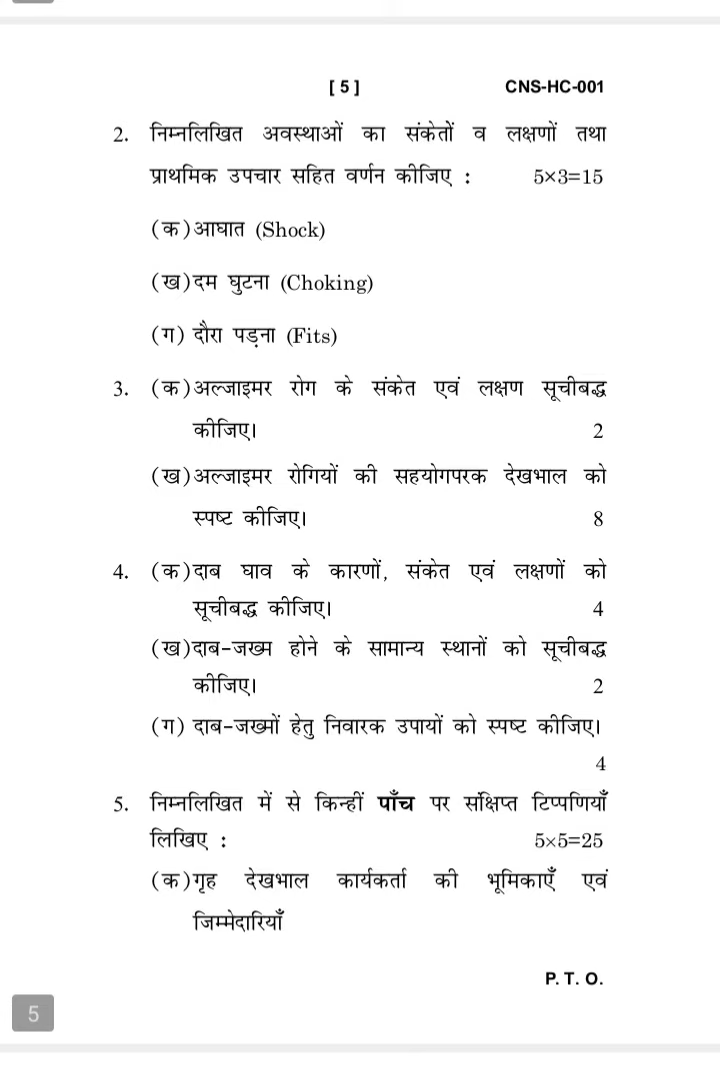 [ 5 ] CNS-HC-001
2. निम्नलिखित अवस्थाओं का संकेतों व लक्षणों तथा
प्राथमिक उपचार सहित वर्णन कीजिए : 5×3=15
(क) आघात (Shock)
(ख) दम घुटना (Choking)
(ग) दौरा पड़ना (Fits)
3. (क) अल्जाइमर रोग के संकेत एवं लक्षण सूचीबद्ध
कीजिए। 2
(ख) अल्जाइमर रोगियों की सहयोगपरक देखभाल को
स्पष्ट कीजिए। 8
4. (क) दाब घाव के कारणों, संकेत एवं लक्षणों को
सूचीबद्ध कीजिए। 4
(ख) दाब-जख्म होने के सामान्य स्थानों को सूचीबद्ध
कीजिए। 2
(ग) दाब-जख्मों हेतु निवारक उपायों को स्पष्ट कीजिए।
4
5. निम्नलिखित में से किन्हीं पाँच पर संक्षिप्त टिप्पणियाँ
लिखिए : 5×5=25
(क) गृह देखभाल कार्यकर्ता की भूमिकाएँ एवं
जिम्मेदारियाँ
P. T. O.
5